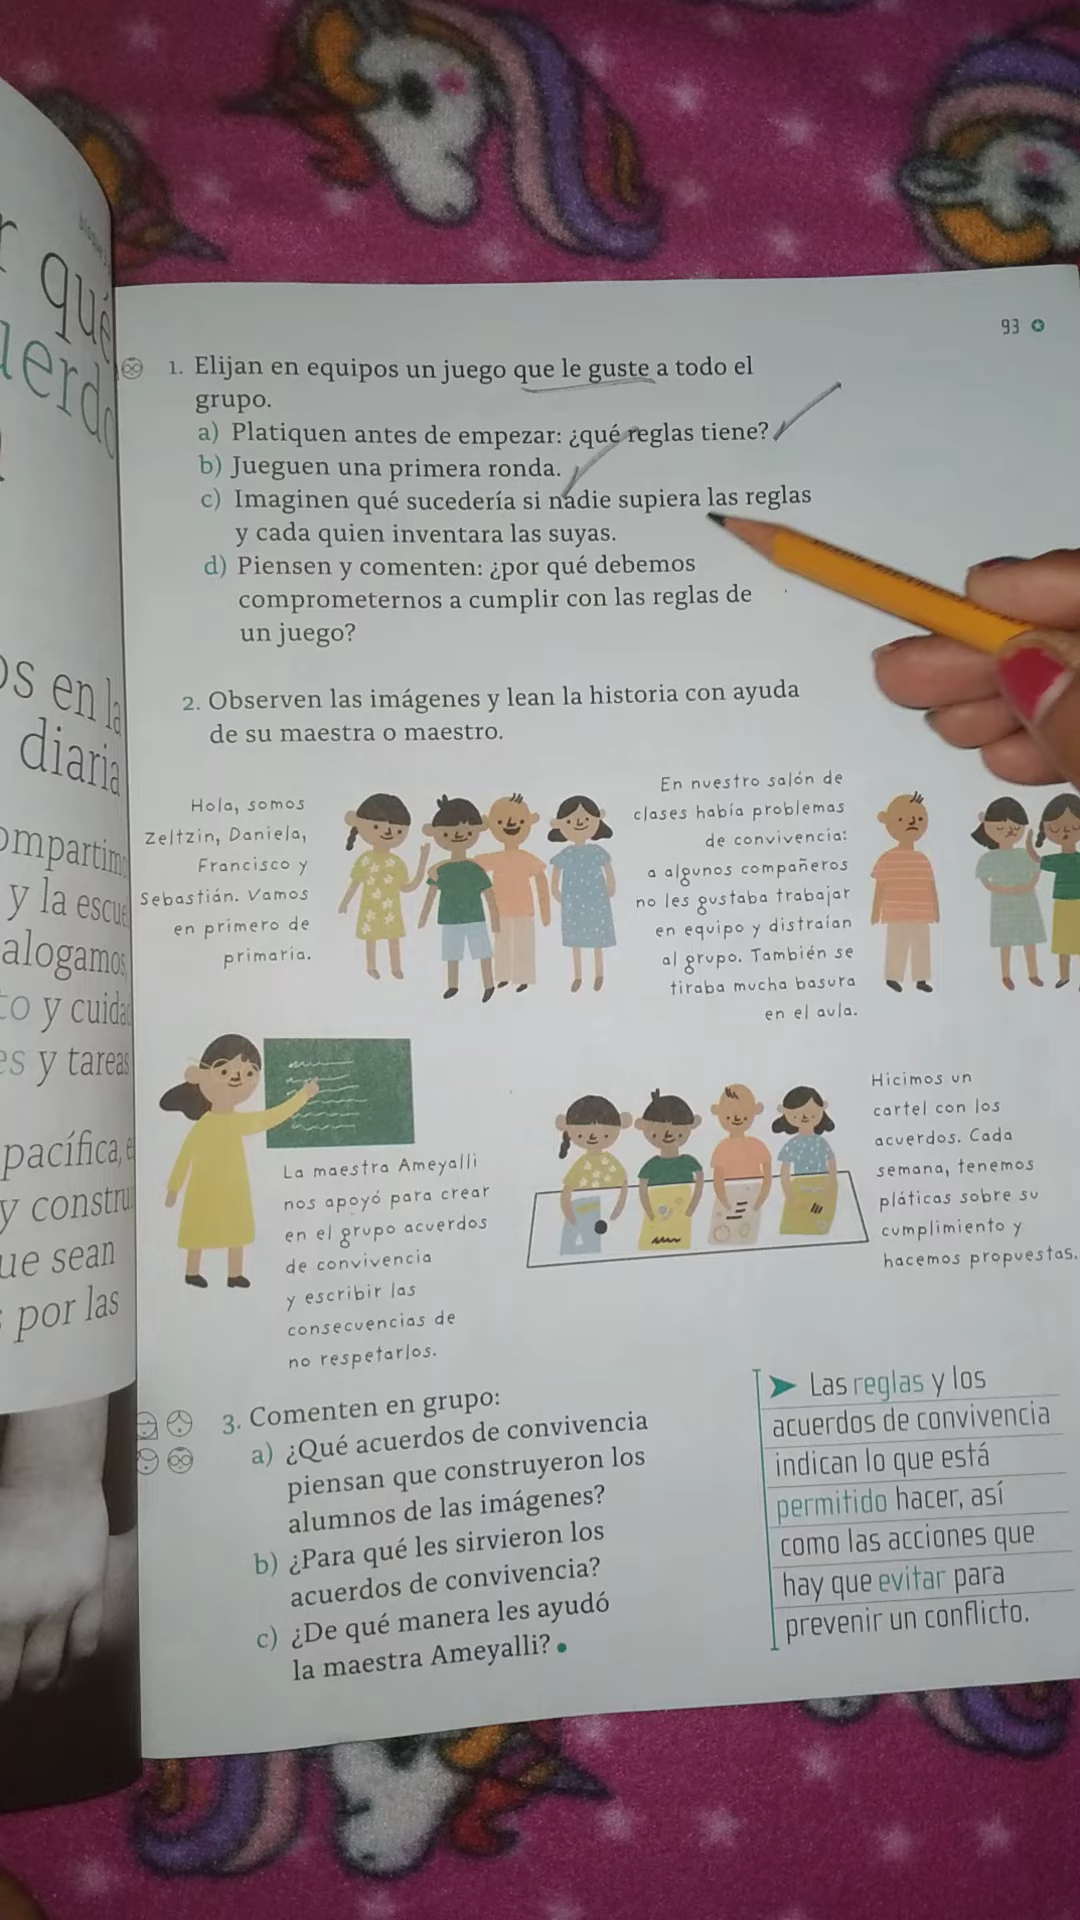 qué
93
1. Elijan en equipos un juego que le guste a todo el
grupo.
a) Platiquen antes de empezar: ¿qué reglas tiene?
b) Jueguen una primera ronda.
c) Imaginen qué sucedería si nadie supiera las reglas
y cada quien inventara las suyas.
d) Piensen y comenten: ¿por qué debemos
comprometernos a cumplir con las reglas de
un juego?
en la
diaria
y la
y
y tareas
y
sean
por las
2. Observen las imágenes y lean la historia con ayuda
de su maestra o maestro.
Hola, somos
Zeltzin, Daniela,
Francisco y
Sebastián. Vamos
en primero de
primaria.
En nuestro salón de
clases había problemas
de convivencia:
a algunos compañeros
no les gustaba trabajar
en equipo y distraían
al grupo. También se
tiraba mucha basura
en el aula.
La maestra Ameyalli
nos apoyó para crear
en el grupo acuerdos
de convivencia
y escribir las
consecuencias de
no respetarlos.
Hicimos un
cartel con los
acuerdos. Cada
semana, tenemos
pláticas sobre su
cumplimiento y
hacemos propuestas.
3. Comenten en grupo:
a) ¿Qué acuerdos de convivencia
piensan que construyeron los
alumnos de las imágenes?
b) ¿Para qué les sirvieron los
acuerdos de convivencia?
c) ¿De qué manera les ayudó
la maestra Ameyalli?
Las reglas y los
acuerdos de convivencia
indican lo que está
permitido hacer, así
como las acciones que
hay que evitar para
prevenir un conflicto.